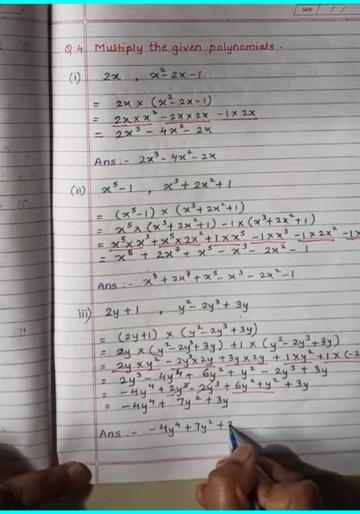 Q.4 Multiply the given polynomials.
(i) 2x , x²-2x-1
= 2x × (x²-2x-1)
= 2x × x² - 2x × 2x - 1 × 2x
= 2x³ - 4x² - 2x
Ans:- 2x³ - 4x² - 2x
(ii) x⁵-1 , x³+2x²+1
= (x⁵-1) × (x³+2x²+1)
= x⁵ × (x³+2x²+1) - 1 × (x³+2x²+1)
= x⁵ × x³ + x⁵ × 2x² + 1 × x⁵ - 1 × x³ - 1 × 2x² - 1×
= x⁸ + 2x⁷ + x⁵ - x³ - 2x² - 1
Ans:- x⁸ + 2x⁷ + x⁵ - x³ - 2x² - 1
iii) 2y+1 , y²-2y³+3y
= (2y+1) × (y²-2y³+3y)
= 2y × (y²-2y³+3y) + 1 × (y²-2y³+3y)
= 2y × y² - 2y³ × 2y + 3y × 2y + 1 × y² + 1 × (-2
= 2y³ - 4y⁴ + 6y² + y² - 2y³ + 3y
= -4y⁴ + 2y³ - 2y³ + 6y² + y² + 3y
= -4y⁴ + 7y² + 3y
Ans:- -4y⁴ + 7y² + 3